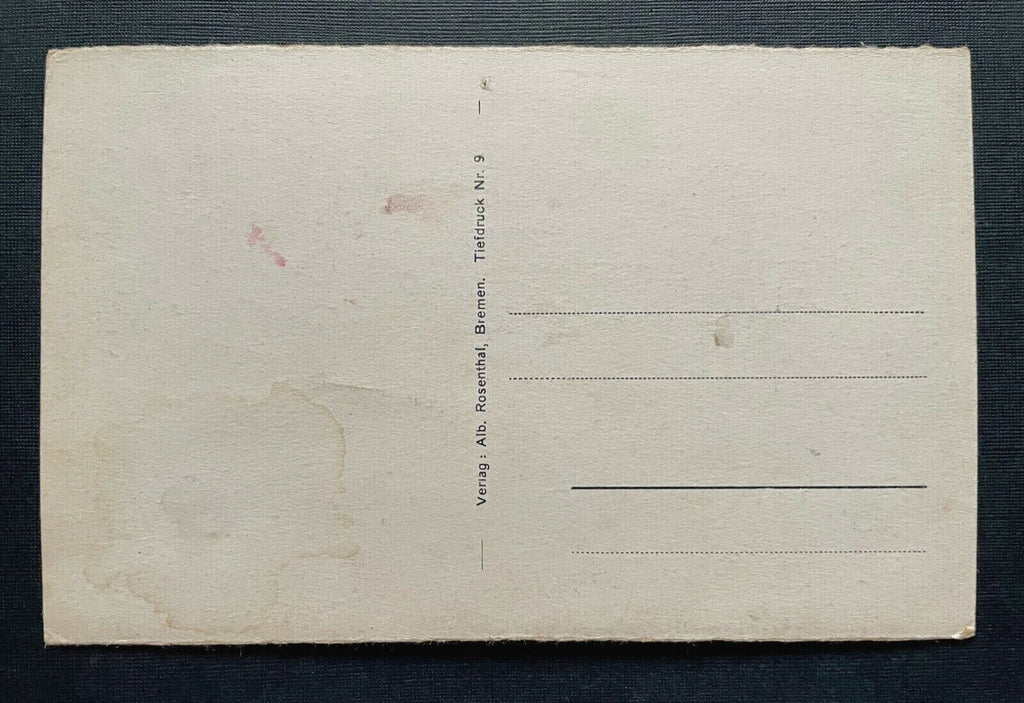 Verlag : Alb. Rosenthal, Bremen. Tiefdruck Nr. 9